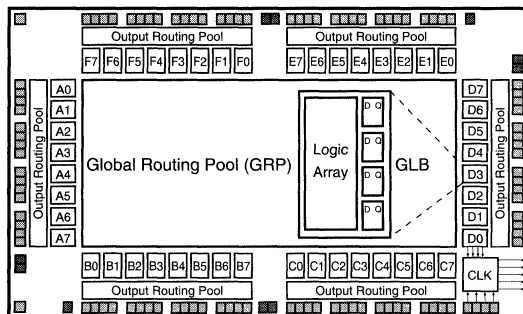 Output Routing Pool Output Routing Pool
F7 F6 F5 F4 F3 F2 F1 F0 E7 E6 E5 E4 E3 E2 E1 E0
Output Routing Pool
A0
A1
A2
A3
A4
A5
A6
A7
Global Routing Pool (GRP)
Logic
Array
D Q
D Q
D Q
D Q
GLB
D7
D6
D5
D4
D3
D2
D1
D0
Output Routing Pool
CLK
B0 B1 B2 B3 B4 B5 B6 B7 C0 C1 C2 C3 C4 C5 C6 C7
Output Routing Pool Output Routing Pool